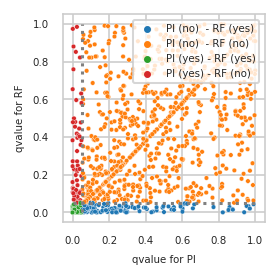 PI (no) - RF (yes)
PI (no) - RF (no)
PI (yes) - RF (yes)
PI (yes) - RF (no)
1.0
0.8
0.6
0.4
0.2
0.0
qvalue for RF
0.0 0.2 0.4 0.6 0.8 1.0
qvalue for PI